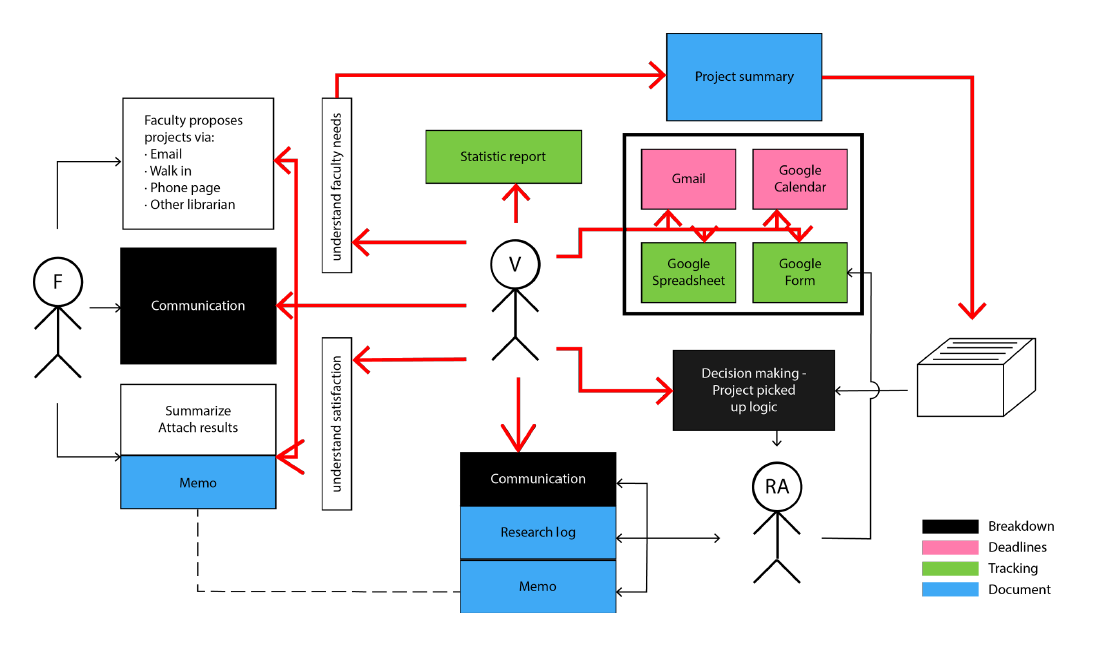 Project summary
Faculty proposes
projects via:
· Email
· Walk in
· Phone page
· Other librarian
understand faculty needs
Statistic report
Gmail
Google
Calendar
Google
Spreadsheet
Google
Form
F
Communication
V
understand satisfaction
Decision making -
Project picked
up logic
Summarize
Attach results
Memo
Communication
Research log
Memo
RA
Breakdown
Deadlines
Tracking
Document